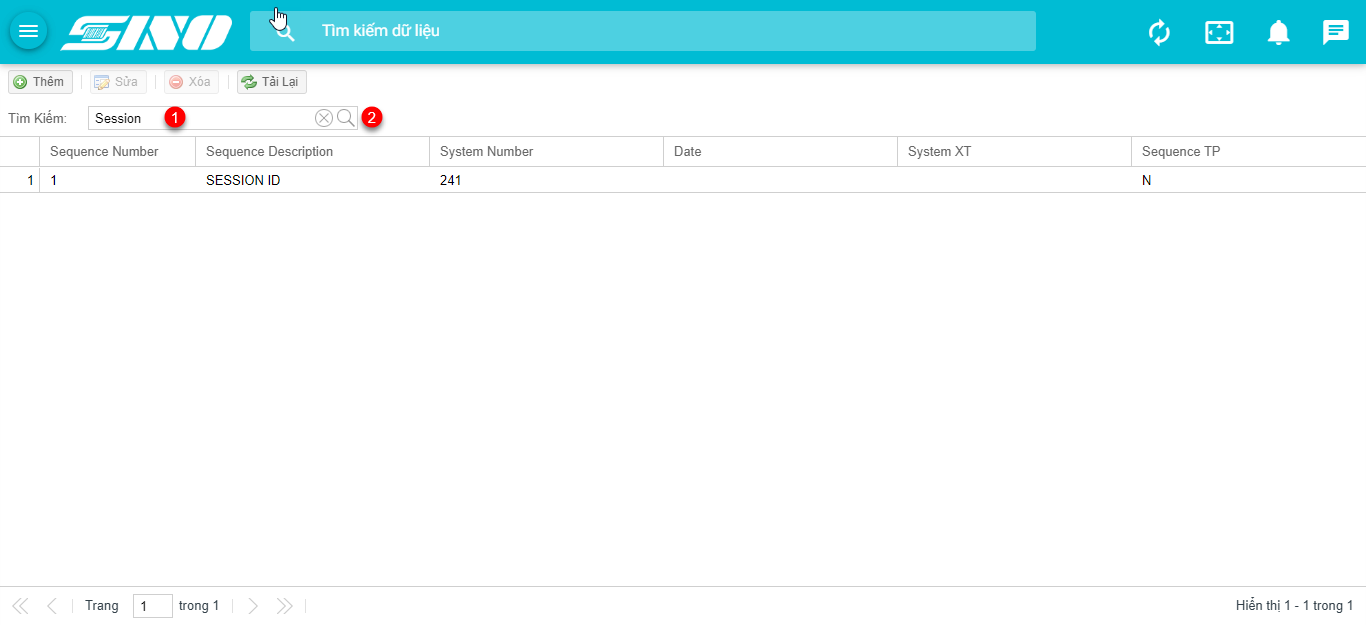 SINO Tìm kiếm dữ liệu
Thêm Sửa Xóa Tải Lại
Tìm Kiếm: Session 1 2
Sequence Number Sequence Description System Number Date System XT Sequence TP
1 1 SESSION ID 241 N
Trang 1 trong 1 Hiển thị 1 - 1 trong 1